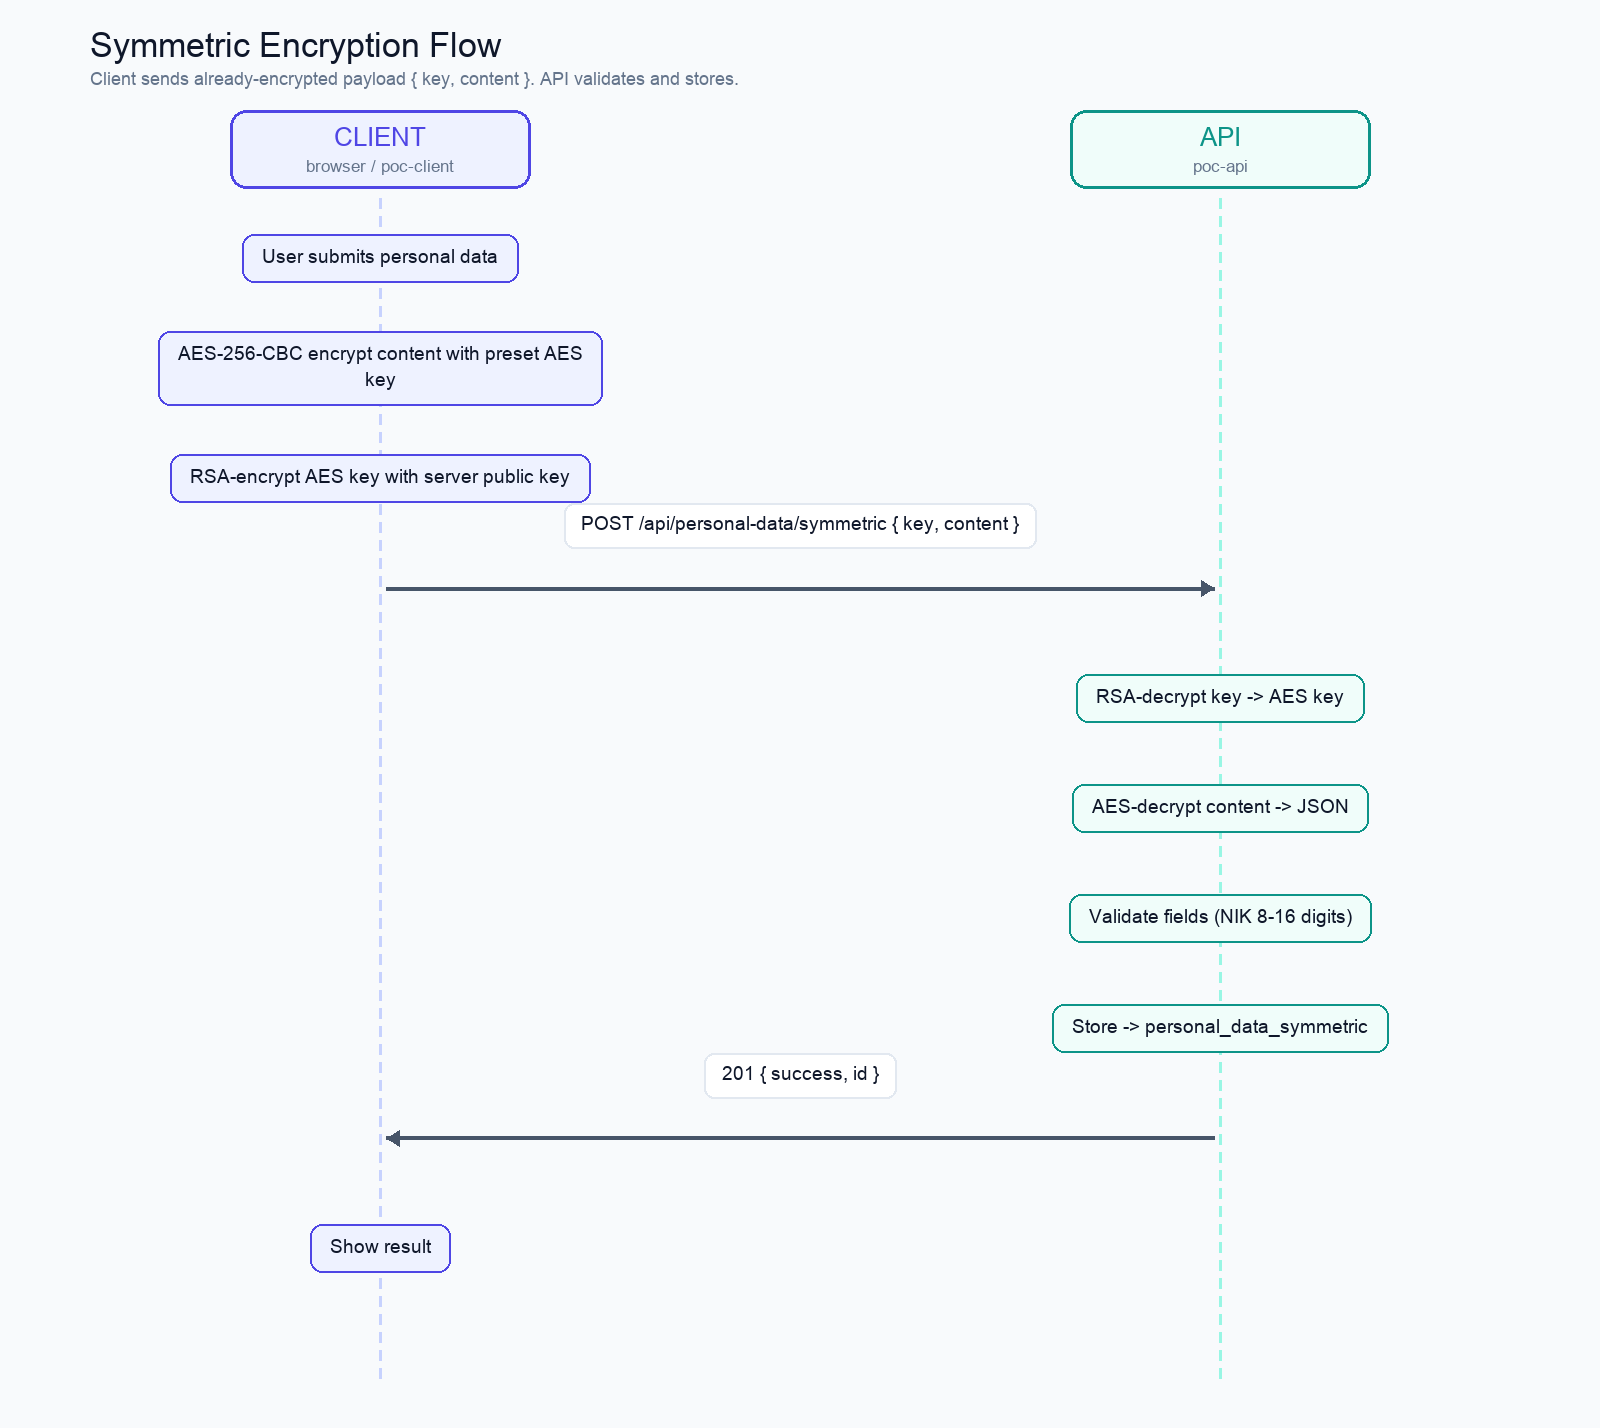 Symmetric Encryption Flow
Client sends already-encrypted payload { key, content }. API validates and stores.
CLIENT
browser / poc-client
API
poc-api
User submits personal data
AES-256-CBC encrypt content with preset AES
key
RSA-encrypt AES key with server public key
POST /api/personal-data/symmetric { key, content }
RSA-decrypt key -> AES key
AES-decrypt content -> JSON
Validate fields (NIK 8-16 digits)
Store -> personal_data_symmetric
201 { success, id }
Show result